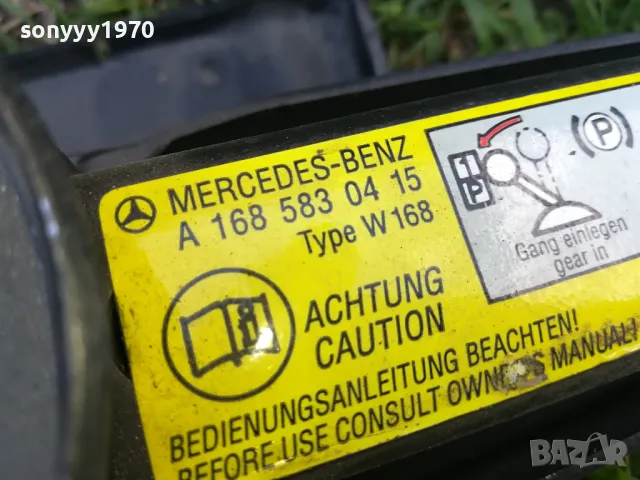 sonyyy1970
MERCEDES-BENZ
A 168 583 04 15
Type W 168
1
P
P
Gang einlegen
gear in
i
ACHTUNG
CAUTION
BEDIENUNGSANLEITUNG BEACHTEN!
BEFORE USE CONSULT OWNER'S MANUAL!
BAZAR